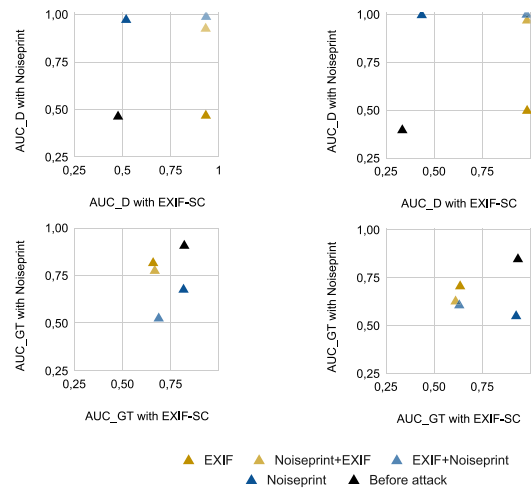 1,00
0,75
0,50
0,25
0,25
0,5
0,75
1
AUC_D with Noiseprint
AUC_D with EXIF-SC
1,00
0,75
0,50
0,25
0,25
0,50
0,75
AUC_D with Noiseprint
AUC_D with EXIF-SC
1,00
0,75
0,50
0,25
0,25
0,50
0,75
AUC_GT with Noiseprint
AUC_GT with EXIF-SC
1,00
0,75
0,50
0,25
0,25
0,50
0,75
AUC_GT with Noiseprint
AUC_GT with EXIF-SC
EXIF Noiseprint+EXIF EXIF+Noiseprint
Noiseprint Before attack